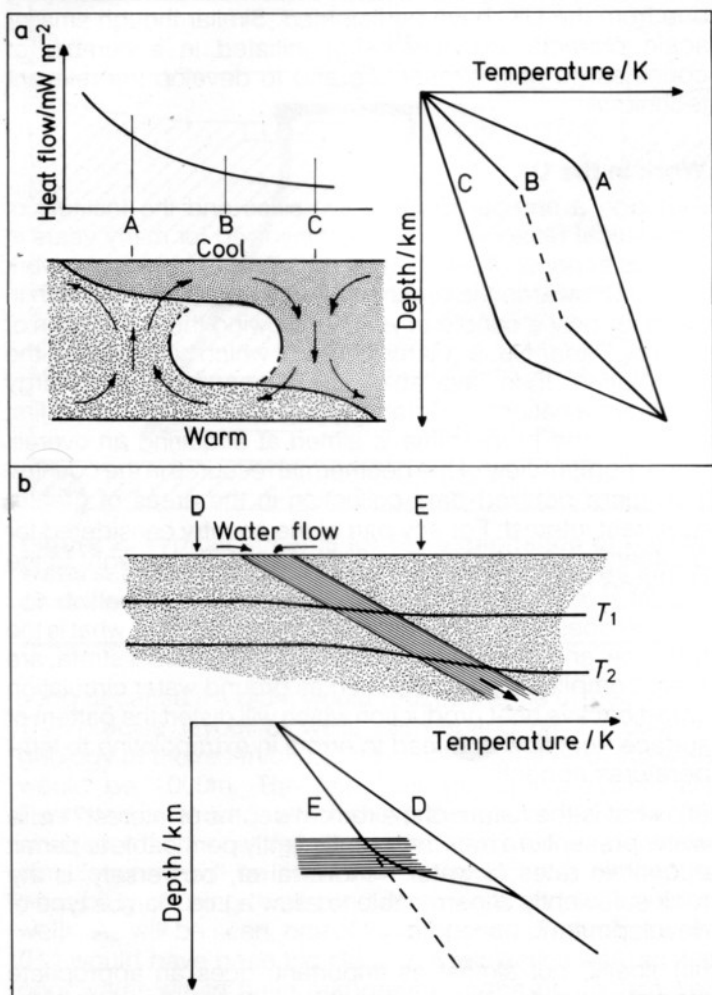 a
Heat flow/mW m-2
A
B
C
Cool
Warm
Temperature / K
C
B
A
Depth/km
b
D
E
Water flow
T1
T2
Temperature / K
E
D
Depth/km